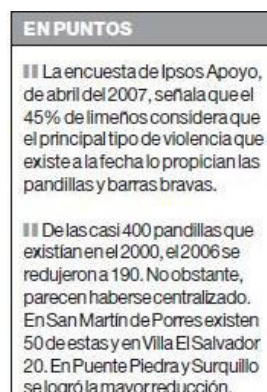 EN PUNTOS
La encuesta de Ipsos Apoyo,
de abril del 2007, señala que el
45% de limeños considera que
el principal tipo de violencia que
existe a la fecha lo propician las
pandillas y barras bravas.
De las casi 400 pandillas que
existían en el 2000, el 2006 se
redujeron a 190. No obstante,
parecen haberse centralizado.
En San Martín de Porres existen
50 de estas y en Villa El Salvador
20. En Puente Piedra y Surquillo
se logró la mayor reducción.